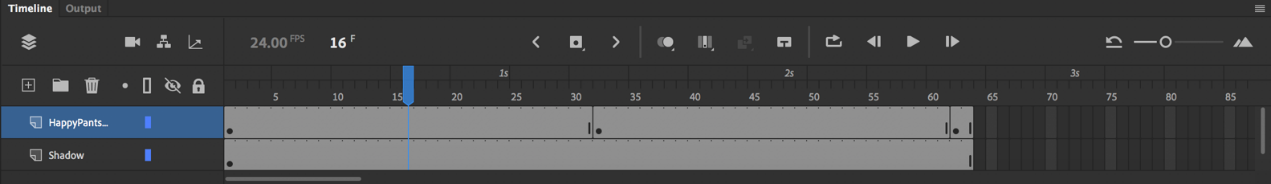 Timeline Output
24.00 FPS 16 F
1s 2s 3s
5 10 15 20 25 30 35 40 45 50 55 60 65 70 75 80 85
HappyPants...
Shadow